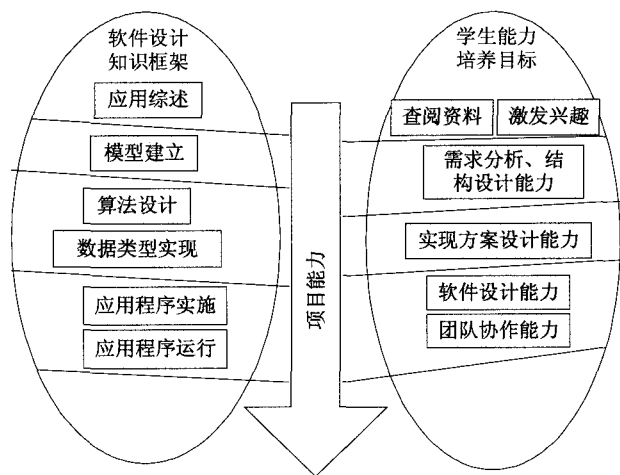 软件设计
知识框架
应用综述
模型建立
算法设计
数据类型实现
应用程序实施
应用程序运行
项目能力
学生能力
培养目标
查阅资料
激发兴趣
需求分析、结
构设计能力
实现方案设计能力
软件设计能力
团队协作能力